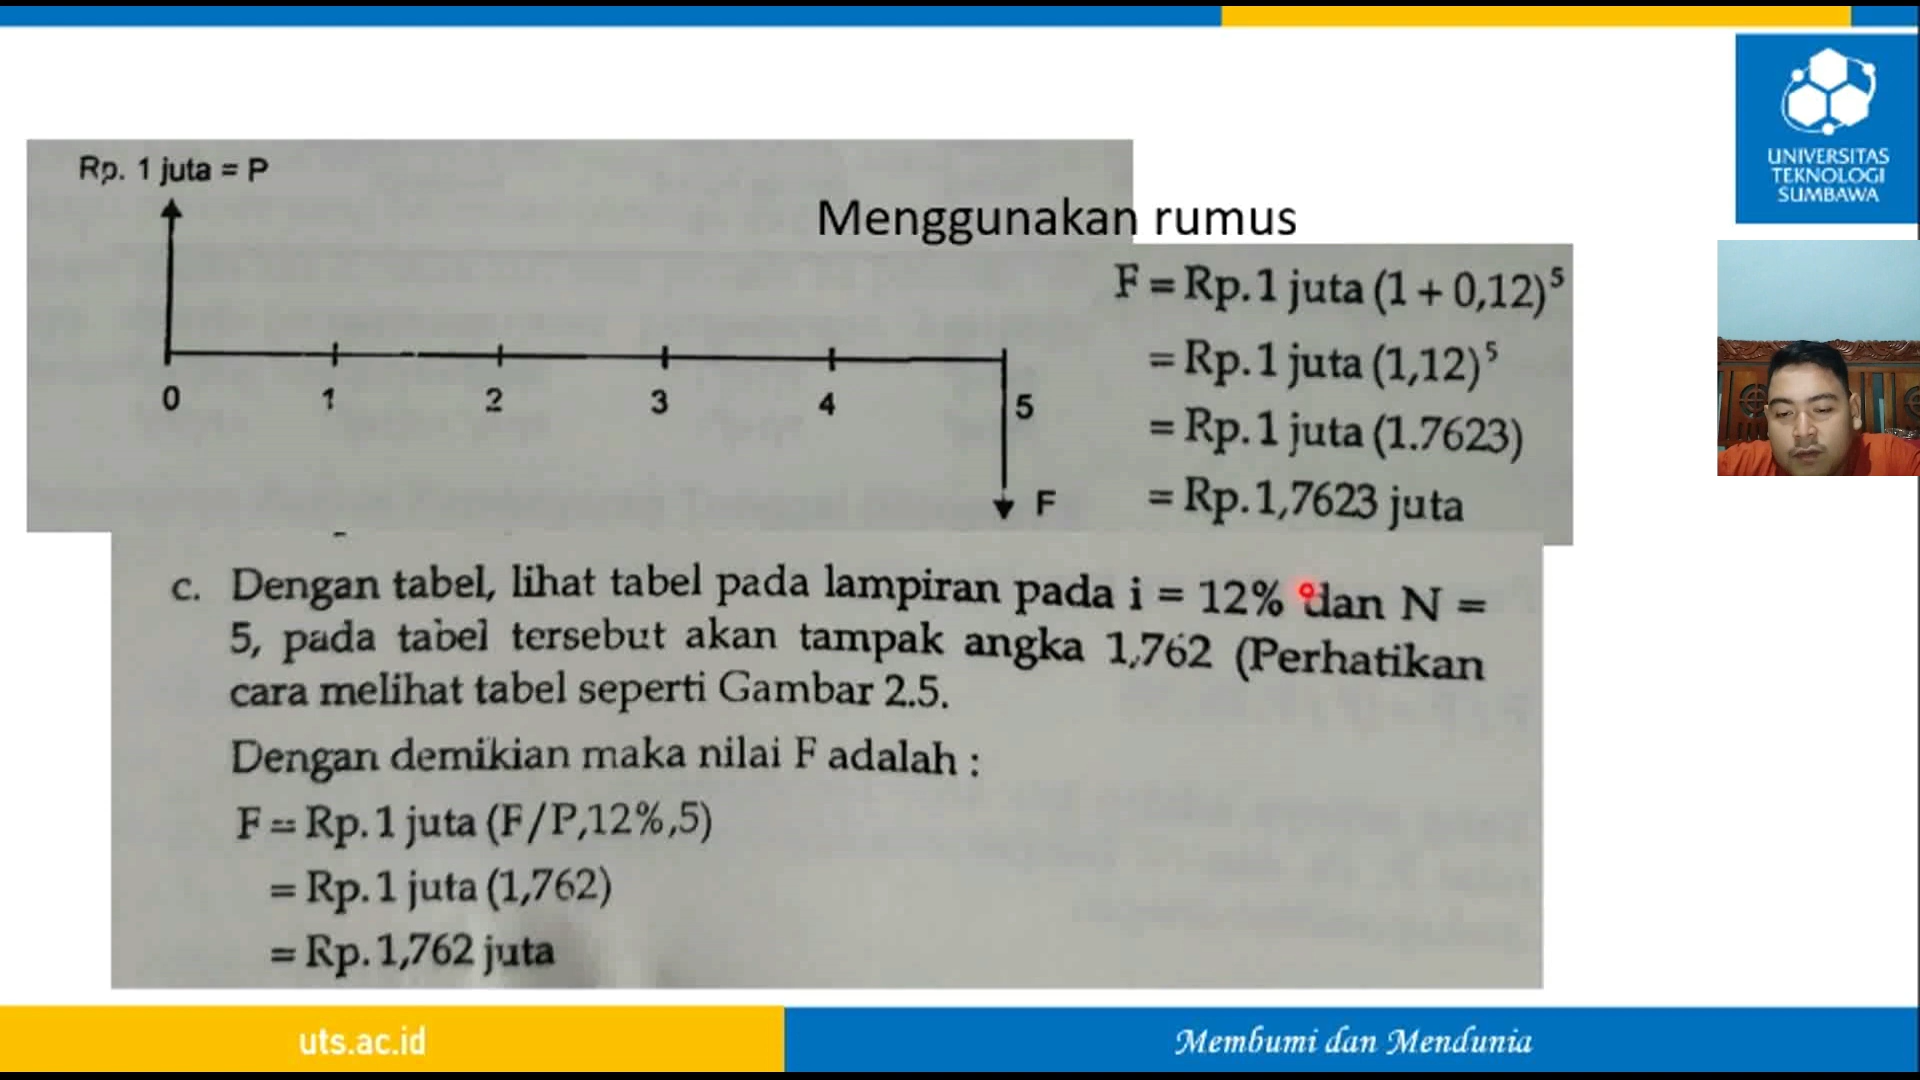 UNIVERSITAS
TEKNOLOGI
SUMBAWA
Rp. 1 juta = P
0 1 2 3 4 5
F
Menggunakan rumus
F = Rp. 1 juta (1 + 0,12)⁵
= Rp. 1 juta (1,12)⁵
= Rp. 1 juta (1.7623)
= Rp. 1,7623 juta
c. Dengan tabel, lihat tabel pada lampiran pada i = 12% dan N =
5, pada tabel tersebut akan tampak angka 1,762 (Perhatikan
cara melihat tabel seperti Gambar 2.5.
Dengan demikian maka nilai F adalah :
F = Rp. 1 juta (F/P,12%,5)
= Rp. 1 juta (1,762)
= Rp. 1,762 juta
uts.ac.id
Membumi dan Mendunia